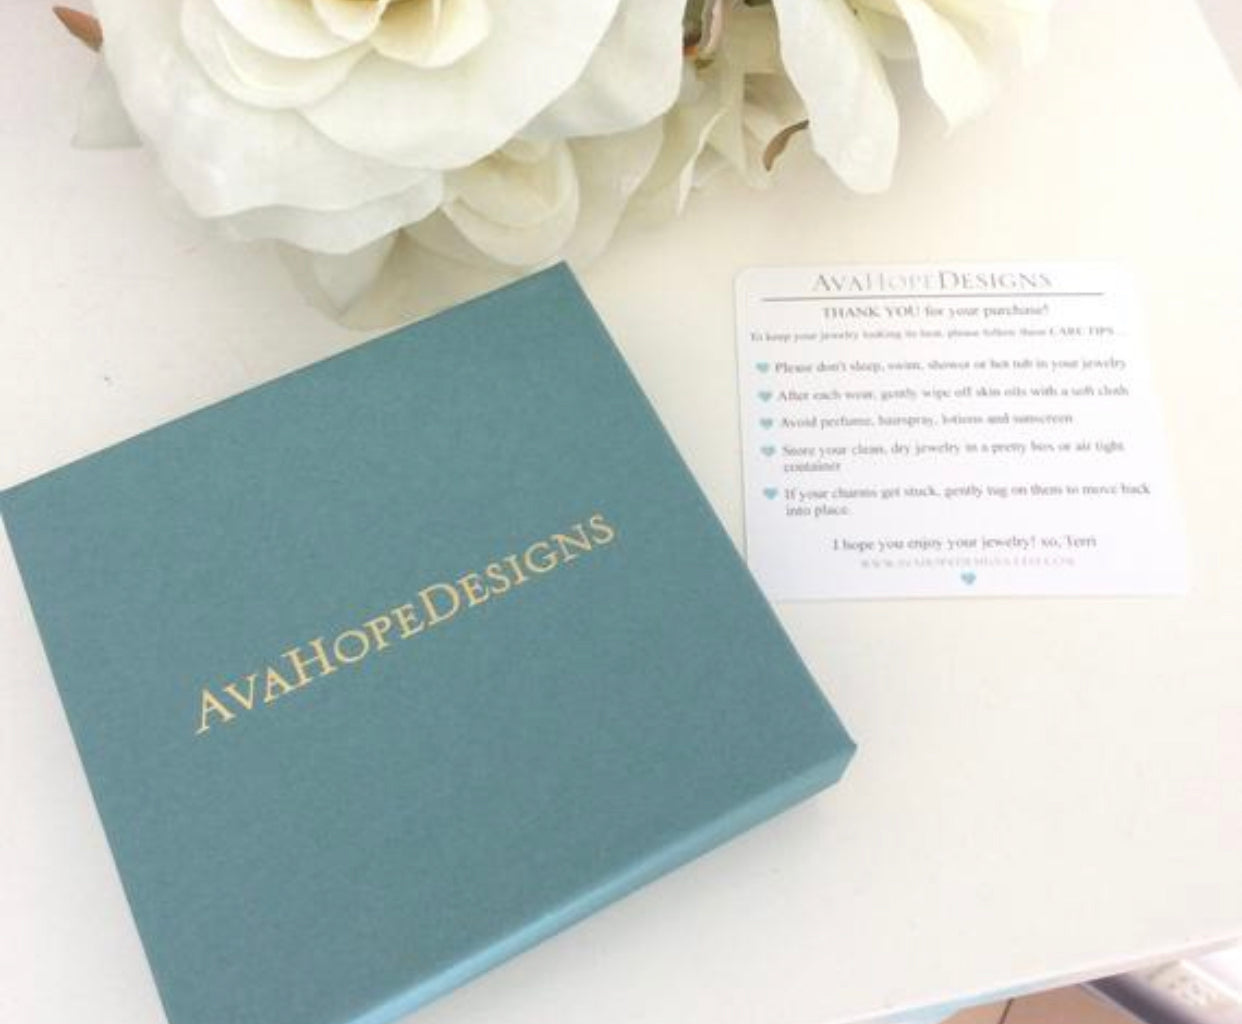 AVAHOPEDESIGNS
AVAHOPEDESIGNS
THANK YOU for your purchase!
To keep your jewelry looking its best, please follow these CARE TIPS...
Please don't sleep, swim, shower or hot tub in your jewelry
After each wear, gently wipe off skin oils with a soft cloth
Avoid perfume, hairspray, lotions and sunscreen
Store your clean, dry jewelry in a pretty box or air tight
container
If your charms get stuck, gently tug on them to move back
into place.
I hope you enjoy your jewelry! xo, Terri
WWW.AVAHOPEDESIGNS.ETSY.COM